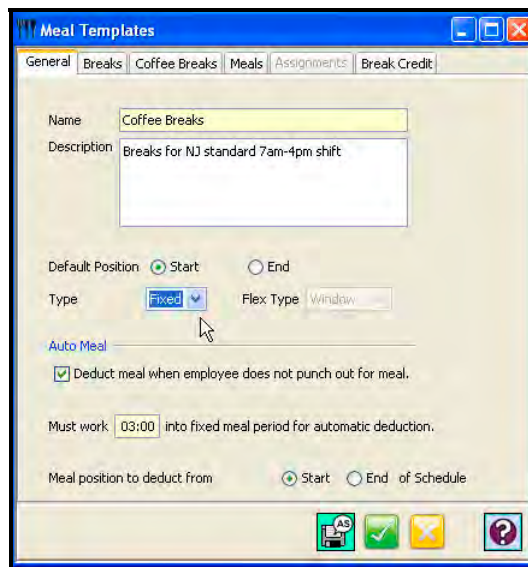 Meal Templates
General Breaks Coffee Breaks Meals Assignments Break Credit
Name Coffee Breaks
Description Breaks for NJ standard 7am-4pm shift
Default Position Start End
Type Fixed Flex Type Window
Auto Meal
Deduct meal when employee does not punch out for meal.
Must work 03:00 into fixed meal period for automatic deduction.
Meal position to deduct from Start End of Schedule
AS ?